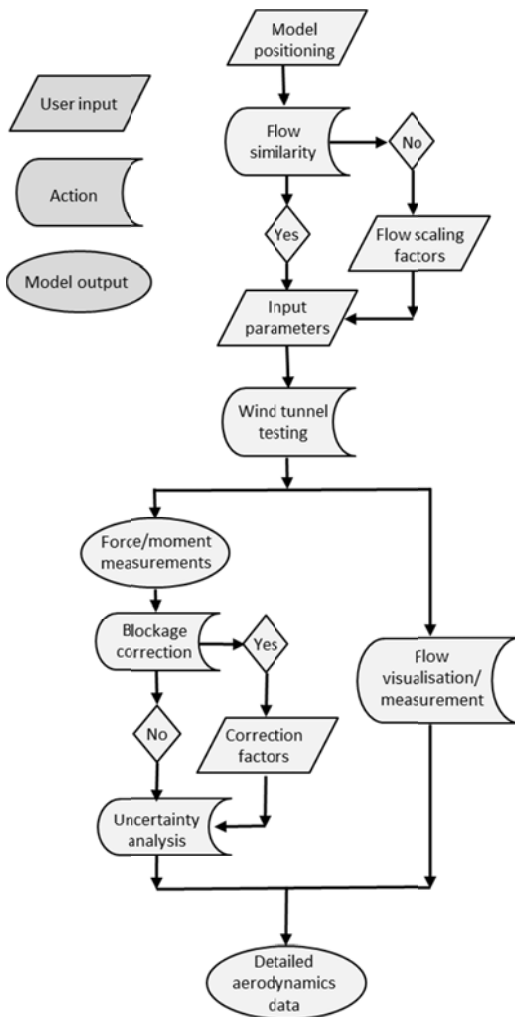 Model
positioning
User input
Flow
similarity
No
Action
Yes
Flow scaling
factors
Model output
Input
parameters
Wind tunnel
testing
Force/moment
measurements
Blockage
correction
Yes
Flow
visualisation/
measurement
No
Correction
factors
Uncertainty
analysis
Detailed
aerodynamics
data